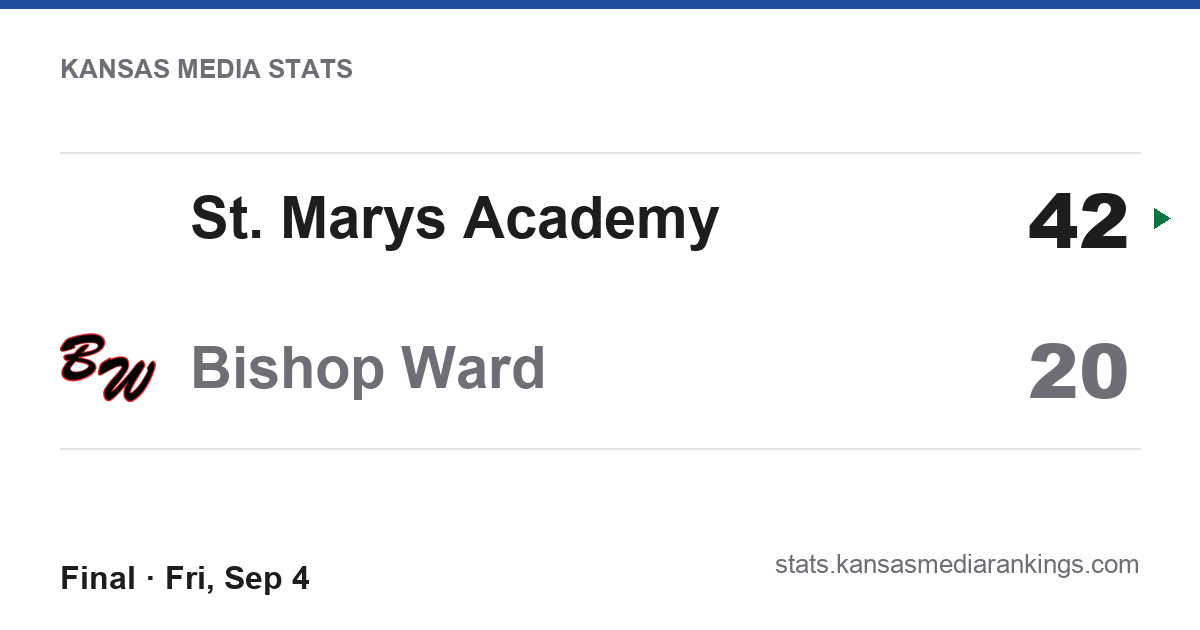 KANSAS MEDIA STATS
St. Marys Academy 42
BW Bishop Ward 20
Final · Fri, Sep 4
stats.kansasmediarankings.com